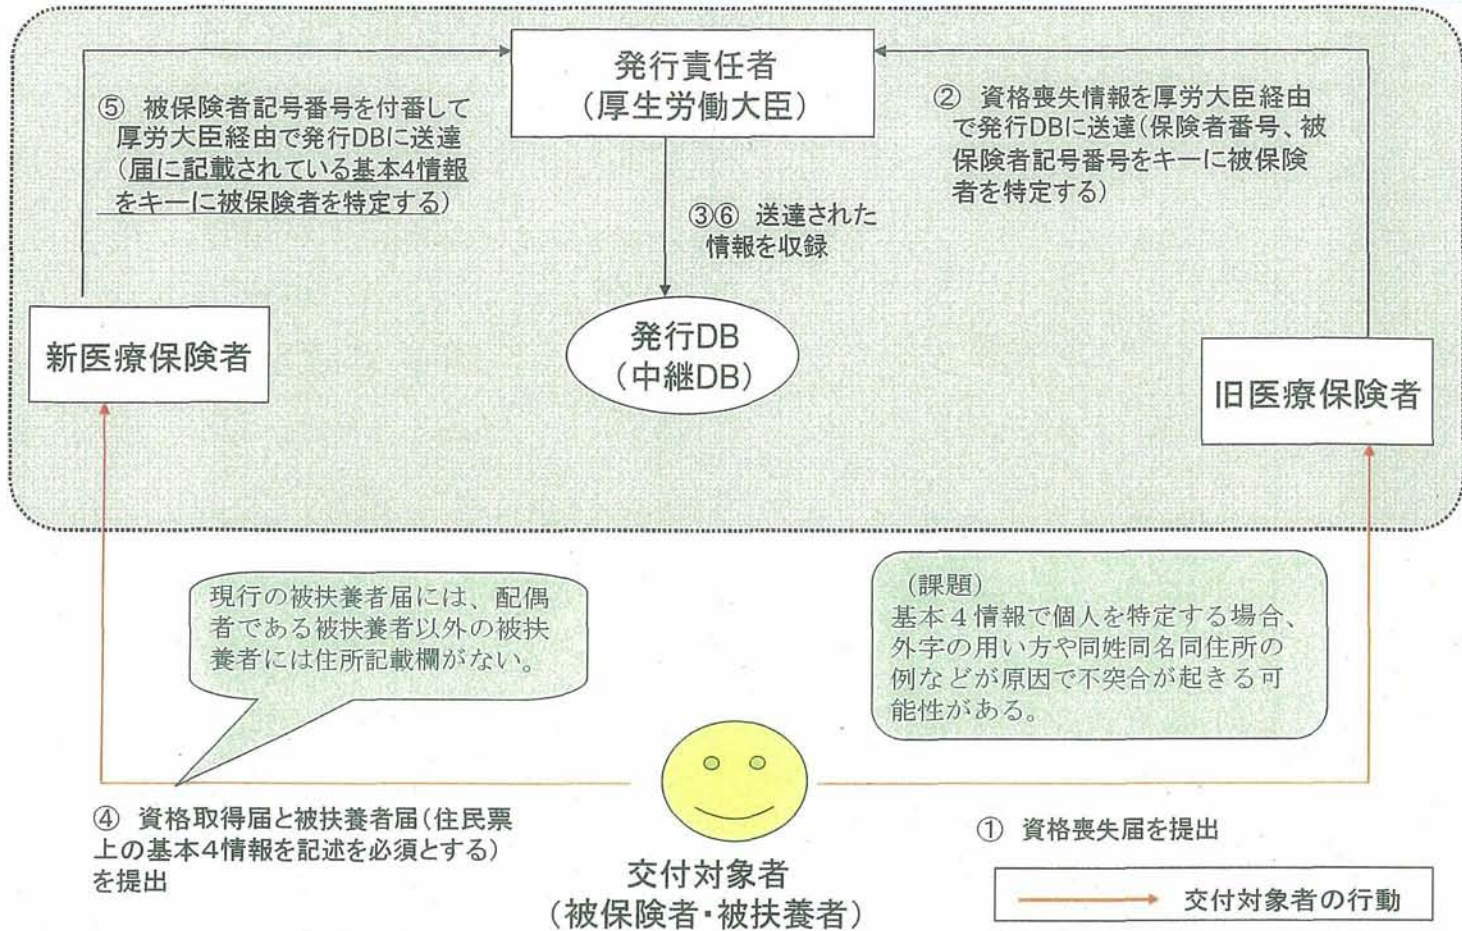 発行責任者
(厚生労働大臣)
⑤ 被保険者記号番号を付番して
厚労大臣経由で発行DBに送達
(届に記載されている基本4情報
をキーに被保険者を特定する)
② 資格喪失情報を厚労大臣経由
で発行DBに送達(保険者番号、被
保険者記号番号をキーに被保険
者を特定する)
③⑥ 送達された
情報を収録
新医療保険者
発行DB
(中継DB)
旧医療保険者
現行の被扶養者届には、配偶
者である被扶養者以外の被扶
養者には住所記載欄がない。
(課題)
基本4情報で個人を特定する場合、
外字の用い方や同姓同名同住所の
例などが原因で不突合が起きる可
能性がある。
④ 資格取得届と被扶養者届(住民票
上の基本4情報を記述を必須とする)
を提出
① 資格喪失届を提出
交付対象者
(被保険者・被扶養者)
交付対象者の行動